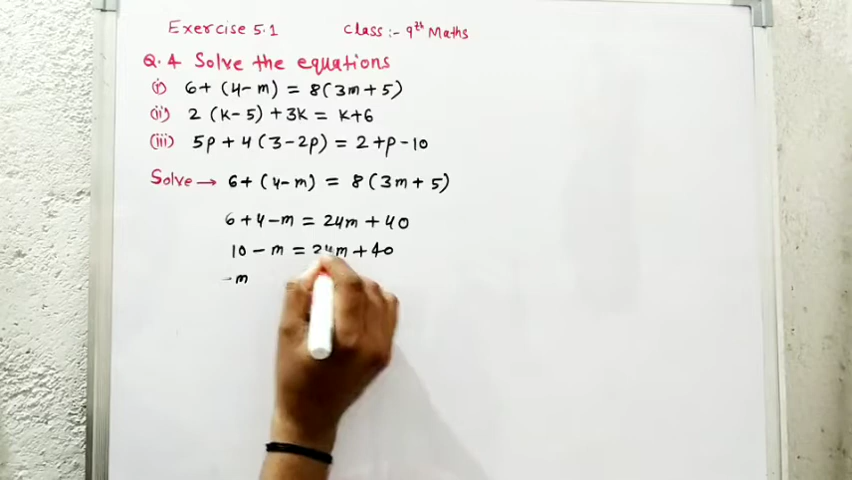 Exercise 5.1 Class :- 9th Maths
Q.4 Solve the equations
(i) 6+(4-m) = 8(3m+5)
(ii) 2(k-5)+3k = k+6
(iii) 5p+4(3-2p) = 2+p-10
Solve → 6+(4-m) = 8(3m+5)
6+4-m = 24m+40
10-m = 24m+40
-m